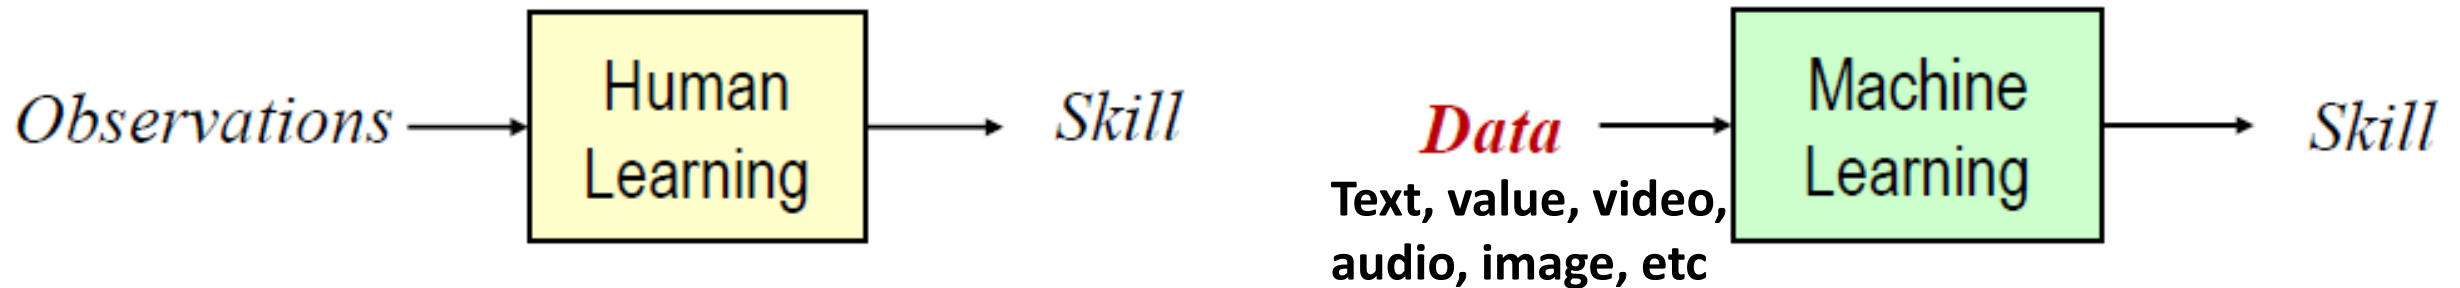 Observations
Human
Learning
Skill
Data
Text, value, video,
audio, image, etc
Machine
Learning
Skill